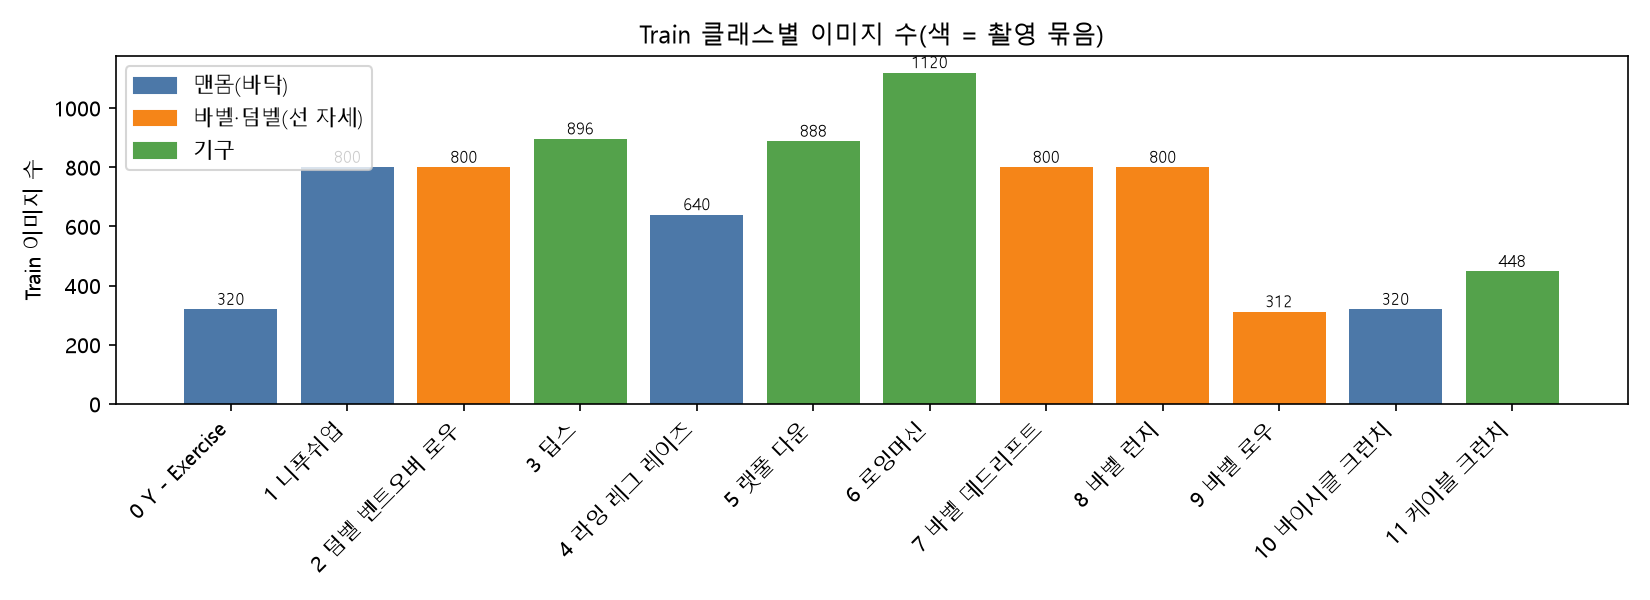 Train 클래스별 이미지 수(색 = 촬영 묶음)
맨몸(바닥)
바벨·덤벨(선 자세)
기구
Train 이미지 수
0
200
400
600
800
1000
320
800
800
896
640
888
1120
800
800
312
320
448
0 Y - Exercise
1 니푸쉬업
2 덤벨 벤트오버 로우
3 딥스
4 라잉 레그 레이즈
5 랫풀 다운
6 로잉머신
7 바벨 데드리프트
8 바벨 런지
9 바벨 로우
10 바이시클 크런치
11 케이블 크런치